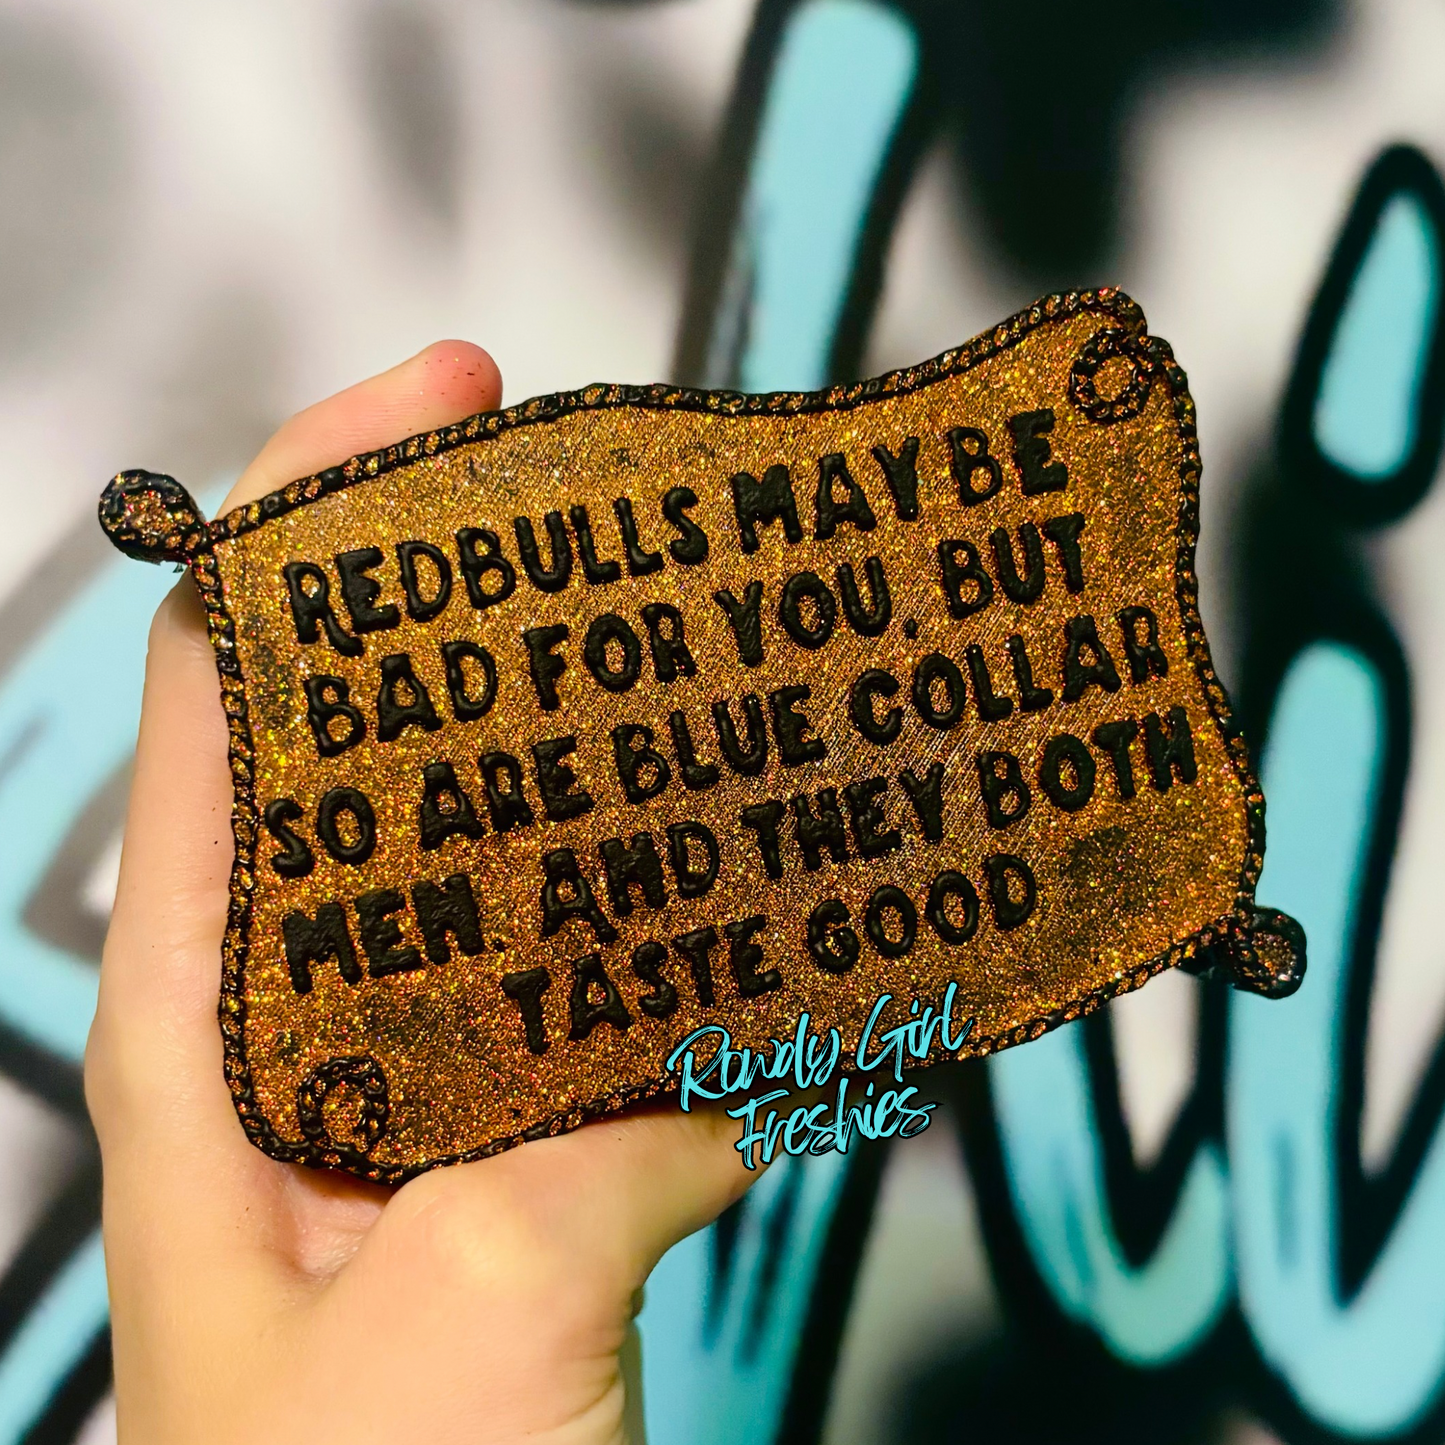 REDBULLS MAY BE
BAD FOR YOU, BUT
SO ARE BLUE COLLAR
MEN. AND THEY BOTH
TASTE GOOD
Rowdy Girl
Freshies